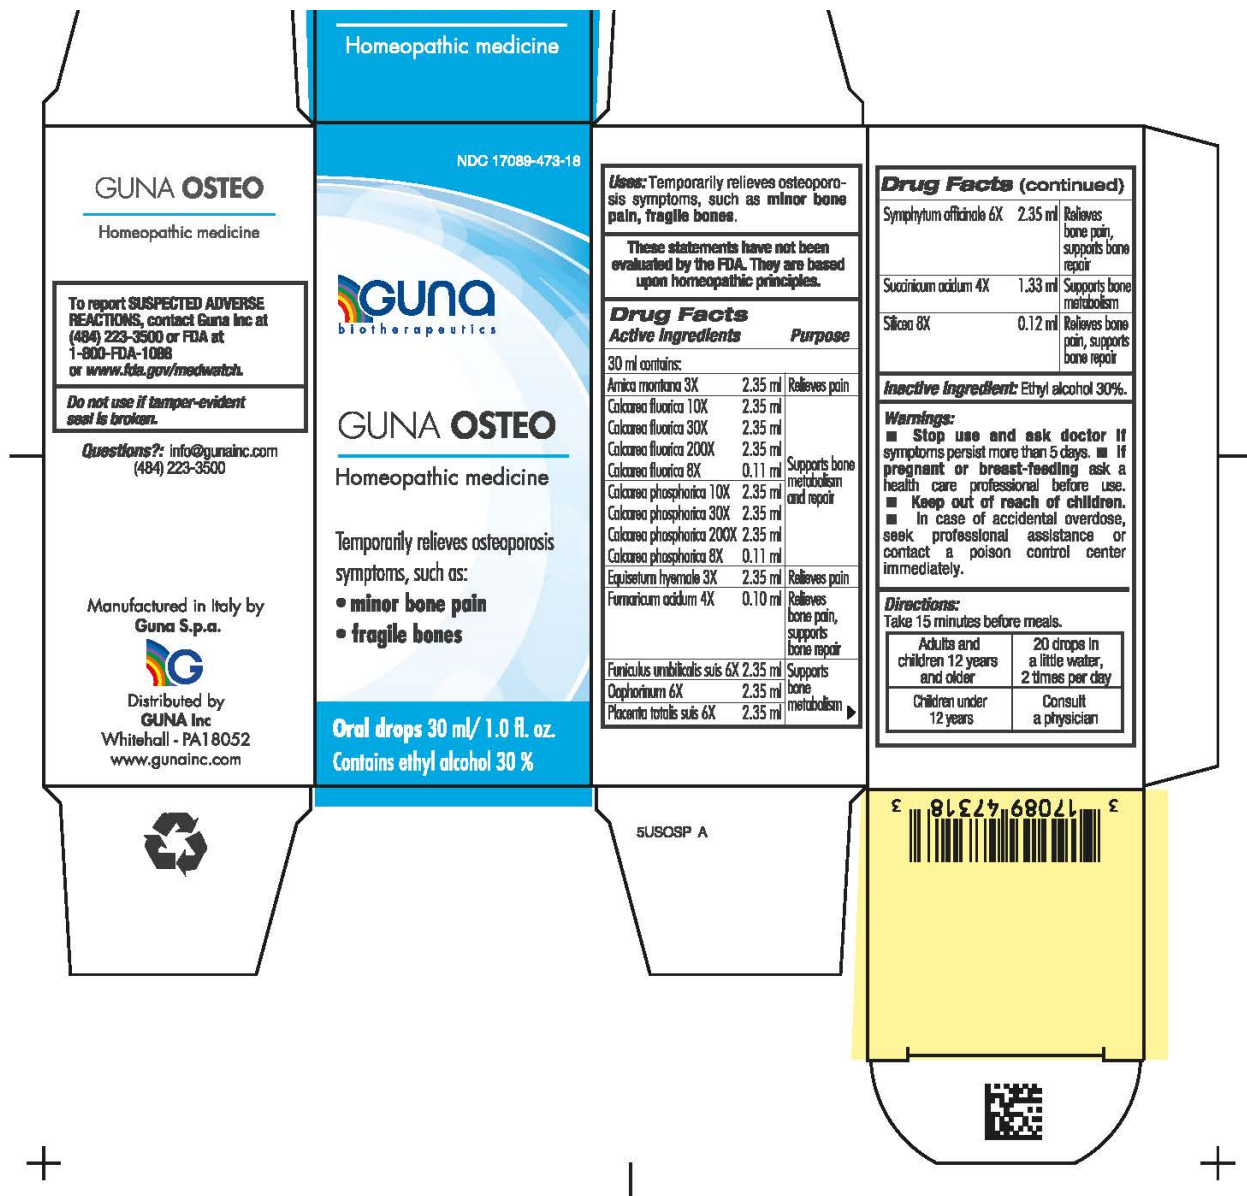 Homeopathic medicine
GUNA OSTEO
Homeopathic medicine
To report SUSPECTED ADVERSE
REACTIONS, contact Guna Inc at
(484) 223-3500 or FDA at
1-800-FDA-1088
or www.fda.gov/medwatch.
Do not use if tamper-evident
seal is broken.
Questions?: info@gunainc.com
(484) 223-3500
Manufactured in Italy by
Guna S.p.a.
G
Distributed by
GUNA Inc
Whitehall - PA18052
www.gunainc.com
NDC 17089-473-18
GUNA
biotherapeutics
GUNA OSTEO
Homeopathic medicine
Temporarily relieves osteoporosis
symptoms, such as:
• minor bone pain
• fragile bones
Oral drops 30 ml/ 1.0 fl. oz.
Contains ethyl alcohol 30 %
Uses: Temporarily relieves osteoporo-
sis symptoms, such as minor bone
pain, fragile bones.
These statements have not been
evaluated by the FDA. They are based
upon homeopathic principles.
Drug Facts
Active ingredients Purpose
30 ml contains:
Arnica montana 3X 2.35 ml Relieves pain
Calcarea fluorica 10X 2.35 ml
Calcarea fluorica 30X 2.35 ml
Calcarea fluorica 200X 2.35 ml
Calcarea fluorica 8X 0.11 ml Supports bone
metabolism
Calcarea phosphorica 10X 2.35 ml and repair
Calcarea phosphorica 30X 2.35 ml
Calcarea phosphorica 200X 2.35 ml
Calcarea phosphorica 8X 0.11 ml
Equisetum hyemale 3X 2.35 ml Relieves pain
Fumaricum acidum 4X 0.10 ml Relieves
bone pain,
supports
bone repair
Funiculus umbilicalis suis 6X 2.35 ml Supports
Oophorinum 6X 2.35 ml bone
Placenta totalis suis 6X 2.35 ml metabolism ▶
5USOSP A
Drug Facts (continued)
Symphytum officinale 6X 2.35 ml Relieves
bone pain,
supports bone
repair
Succinicum acidum 4X 1.33 ml Supports bone
metabolism
Silicea 8X 0.12 ml Relieves bone
pain, supports
bone repair
Inactive Ingredient: Ethyl alcohol 30%.
Warnings:
■ Stop use and ask doctor if
symptoms persist more than 5 days. ■ If
pregnant or breast-feeding ask a
health care professional before use.
■ Keep out of reach of children.
■ In case of accidental overdose,
seek professional assistance or
contact a poison control center
immediately.
Directions:
Take 15 minutes before meals.
Adults and 20 drops in
children 12 years a little water,
and older 2 times per day
Children under Consult
12 years a physician
3 17089 47318 3